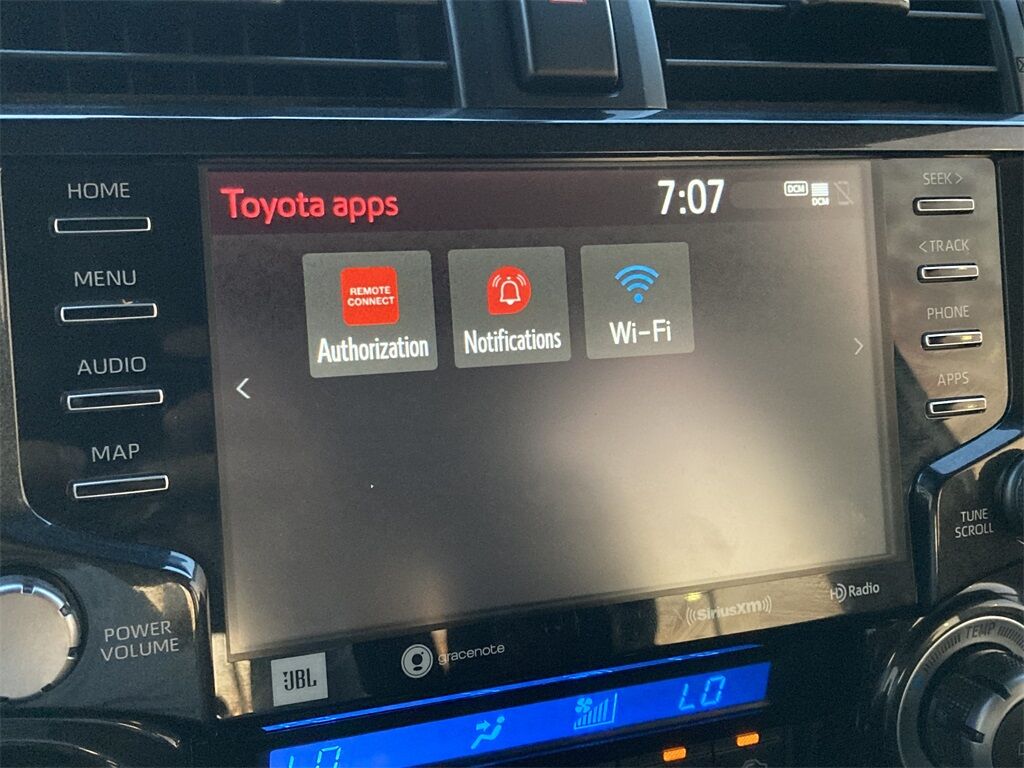 HOME
MENU
AUDIO
MAP
POWER
VOLUME
Toyota apps
7:07
DCM
DCM
REMOTE
CONNECT
Authorization
Notifications
Wi-Fi
SEEK >
< TRACK
PHONE
APPS
TUNE
SCROLL
JBL
gracenote
SiriusXM
HD Radio
TEMP
LO
LO